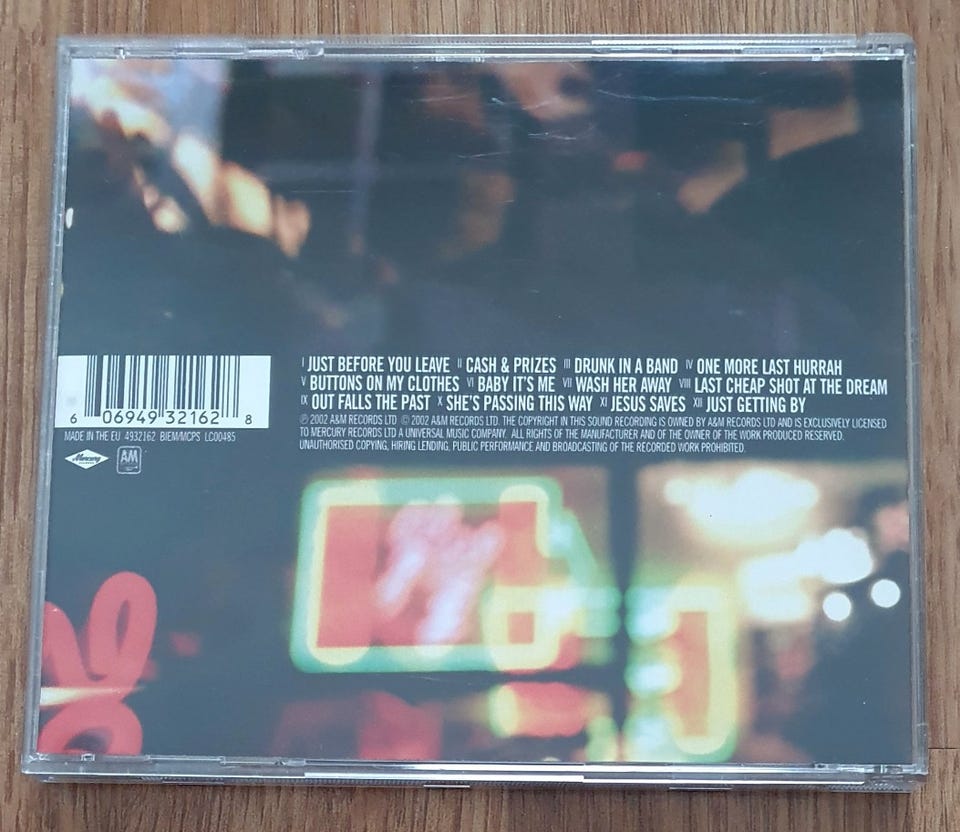 I JUST BEFORE YOU LEAVE II CASH & PRIZES III DRUNK IN A BAND IV ONE MORE LAST HURRAH
V BUTTONS ON MY CLOTHES VI BABY IT'S ME VII WASH HER AWAY VIII LAST CHEAP SHOT AT THE DREAM
IX OUT FALLS THE PAST X SHE'S PASSING THIS WAY XI JESUS SAVES XII JUST GETTING BY
℗ 2002 A&M RECORDS LTD © 2002 A&M RECORDS LTD. THE COPYRIGHT IN THIS SOUND RECORDING IS OWNED BY A&M RECORDS LTD AND IS EXCLUSIVELY LICENSED
TO MERCURY RECORDS LTD A UNIVERSAL MUSIC COMPANY. ALL RIGHTS OF THE MANUFACTURER AND OF THE OWNER OF THE WORK PRODUCED RESERVED.
UNAUTHORISED COPYING, HIRING LENDING, PUBLIC PERFORMANCE AND BROADCASTING OF THE RECORDED WORK PROHIBITED.
6 06949 32162 8
MADE IN THE EU 4932162 BIEM/MCPS LC00485
Mercury
AM